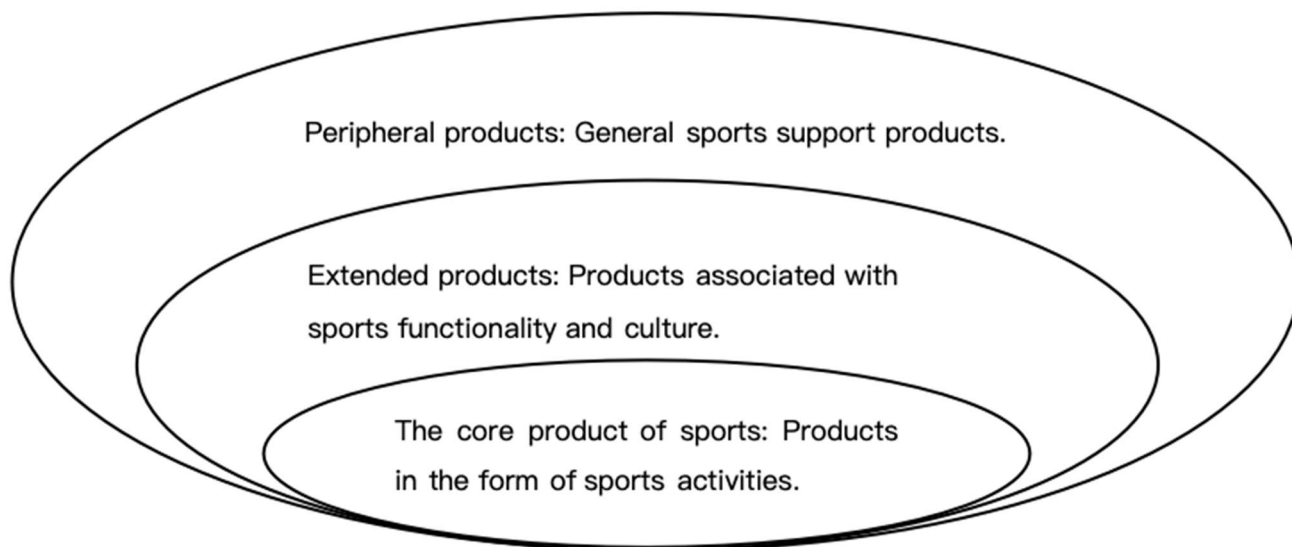 Peripheral products: General sports support products.
Extended products: Products associated with
sports functionality and culture.
The core product of sports: Products
in the form of sports activities.